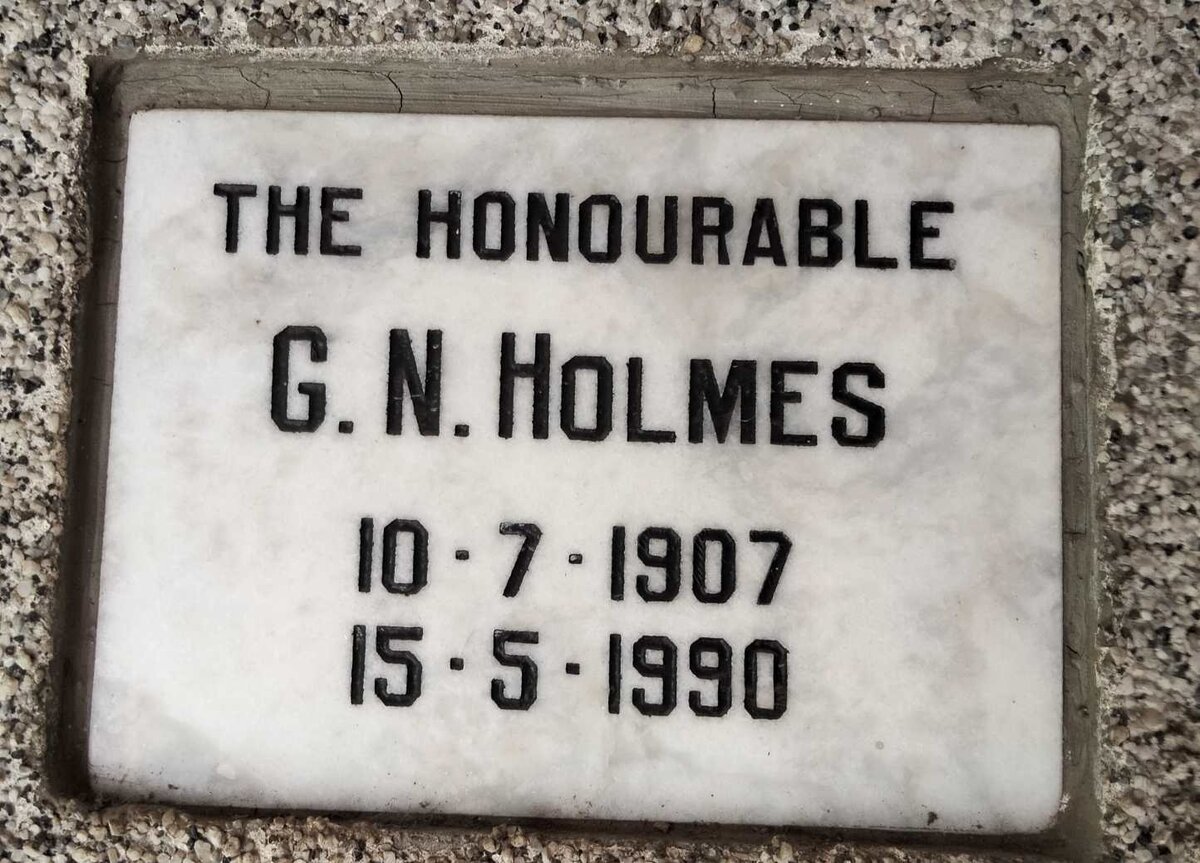 THE HONOURABLE
G. N. HOLMES
10 · 7 · 1907
15 · 5 · 1990